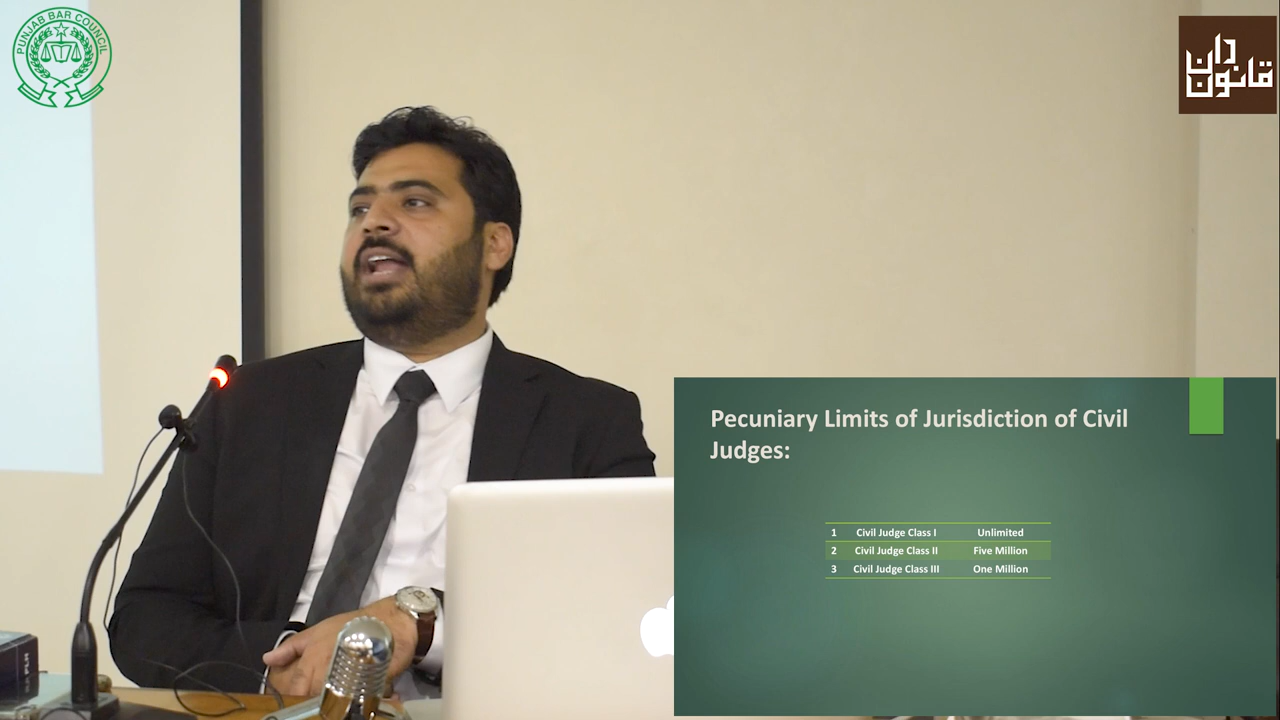 PUNJAB BAR COUNCIL
قانون دان
Pecuniary Limits of Jurisdiction of Civil
Judges:
1 Civil Judge Class I Unlimited
2 Civil Judge Class II Five Million
3 Civil Judge Class III One Million